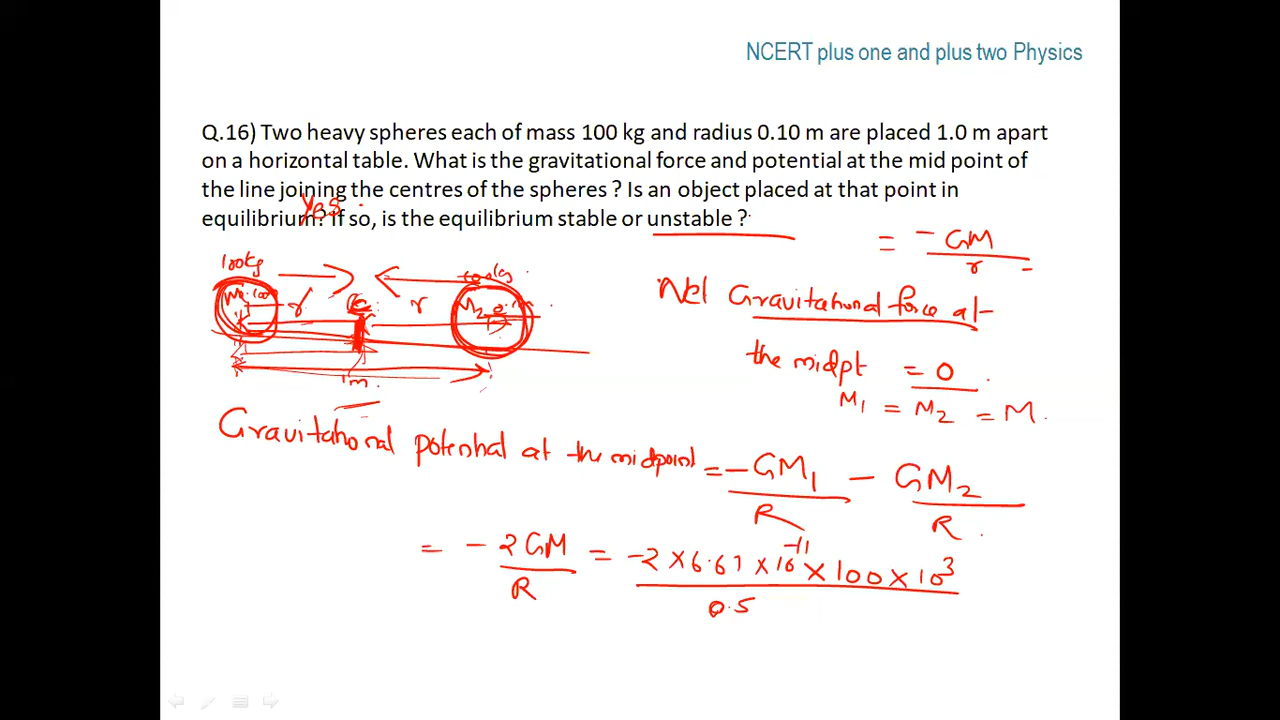 NCERT plus one and plus two Physics
Q.16) Two heavy spheres each of mass 100 kg and radius 0.10 m are placed 1.0 m apart
on a horizontal table. What is the gravitational force and potential at the mid point of
the line joining the centres of the spheres ? Is an object placed at that point in
Yes
equilibrium? If so, is the equilibrium stable or unstable ?
= -GM
r
100kg
100kg
M1
r
r
M2
1m
Net Gravitational force at
the midpt = 0
M1 = M2 = M
Gravitational potential at the midpoint = -GM1 - GM2
R R
= -2GM = -2 × 6.67 × 10^-11 × 100 × 10^3
R 0.5